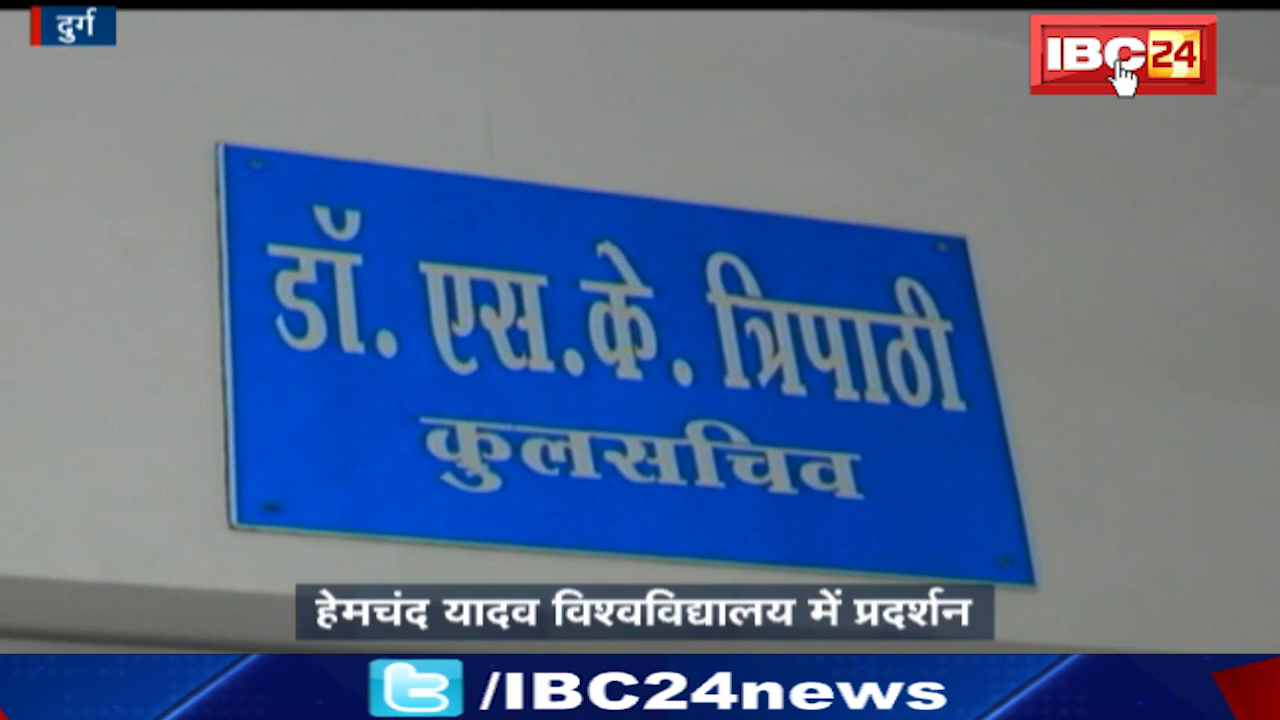 दुर्ग
IBC24
डॉ. एस.के. त्रिपाठी
कुलसचिव
हेमचंद यादव विश्वविद्यालय में प्रदर्शन
/IBC24news